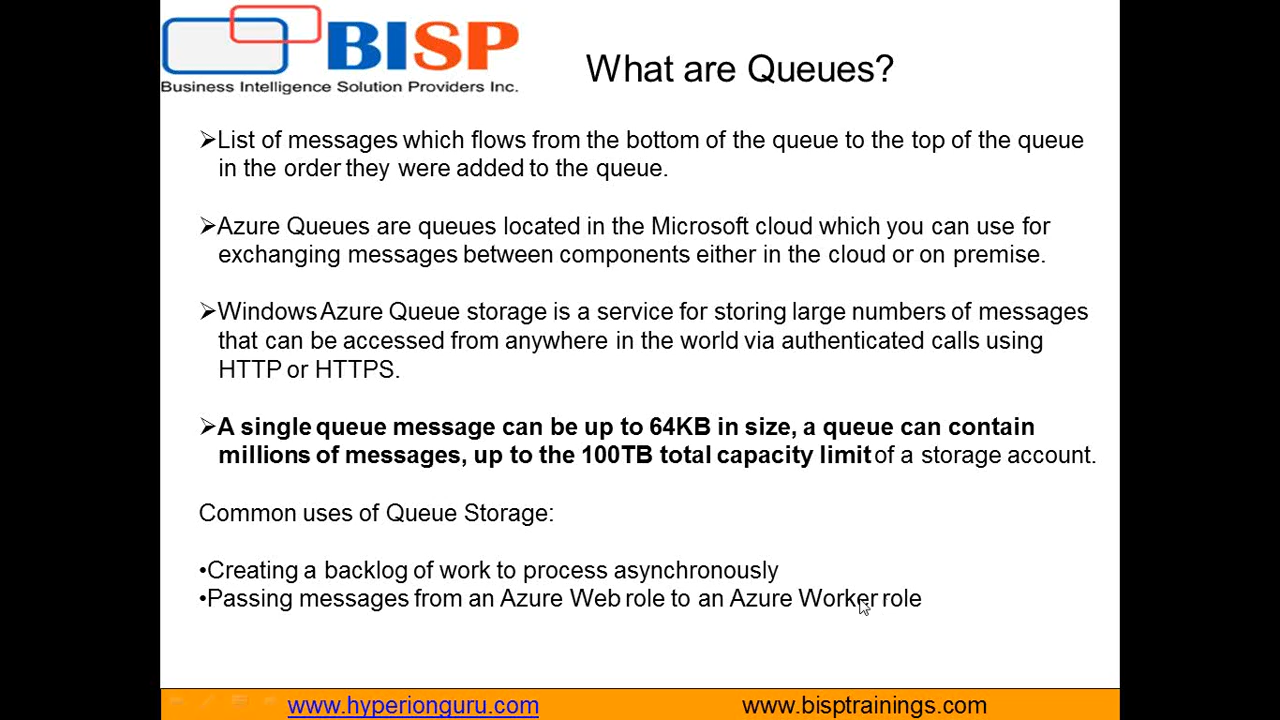 BISP
Business Intelligence Solution Providers Inc.
What are Queues?
➢List of messages which flows from the bottom of the queue to the top of the queue
in the order they were added to the queue.
➢Azure Queues are queues located in the Microsoft cloud which you can use for
exchanging messages between components either in the cloud or on premise.
➢Windows Azure Queue storage is a service for storing large numbers of messages
that can be accessed from anywhere in the world via authenticated calls using
HTTP or HTTPS.
➢A single queue message can be up to 64KB in size, a queue can contain
millions of messages, up to the 100TB total capacity limit of a storage account.
Common uses of Queue Storage:
•Creating a backlog of work to process asynchronously
•Passing messages from an Azure Web role to an Azure Worker role
www.hyperionguru.com
www.bisptrainings.com